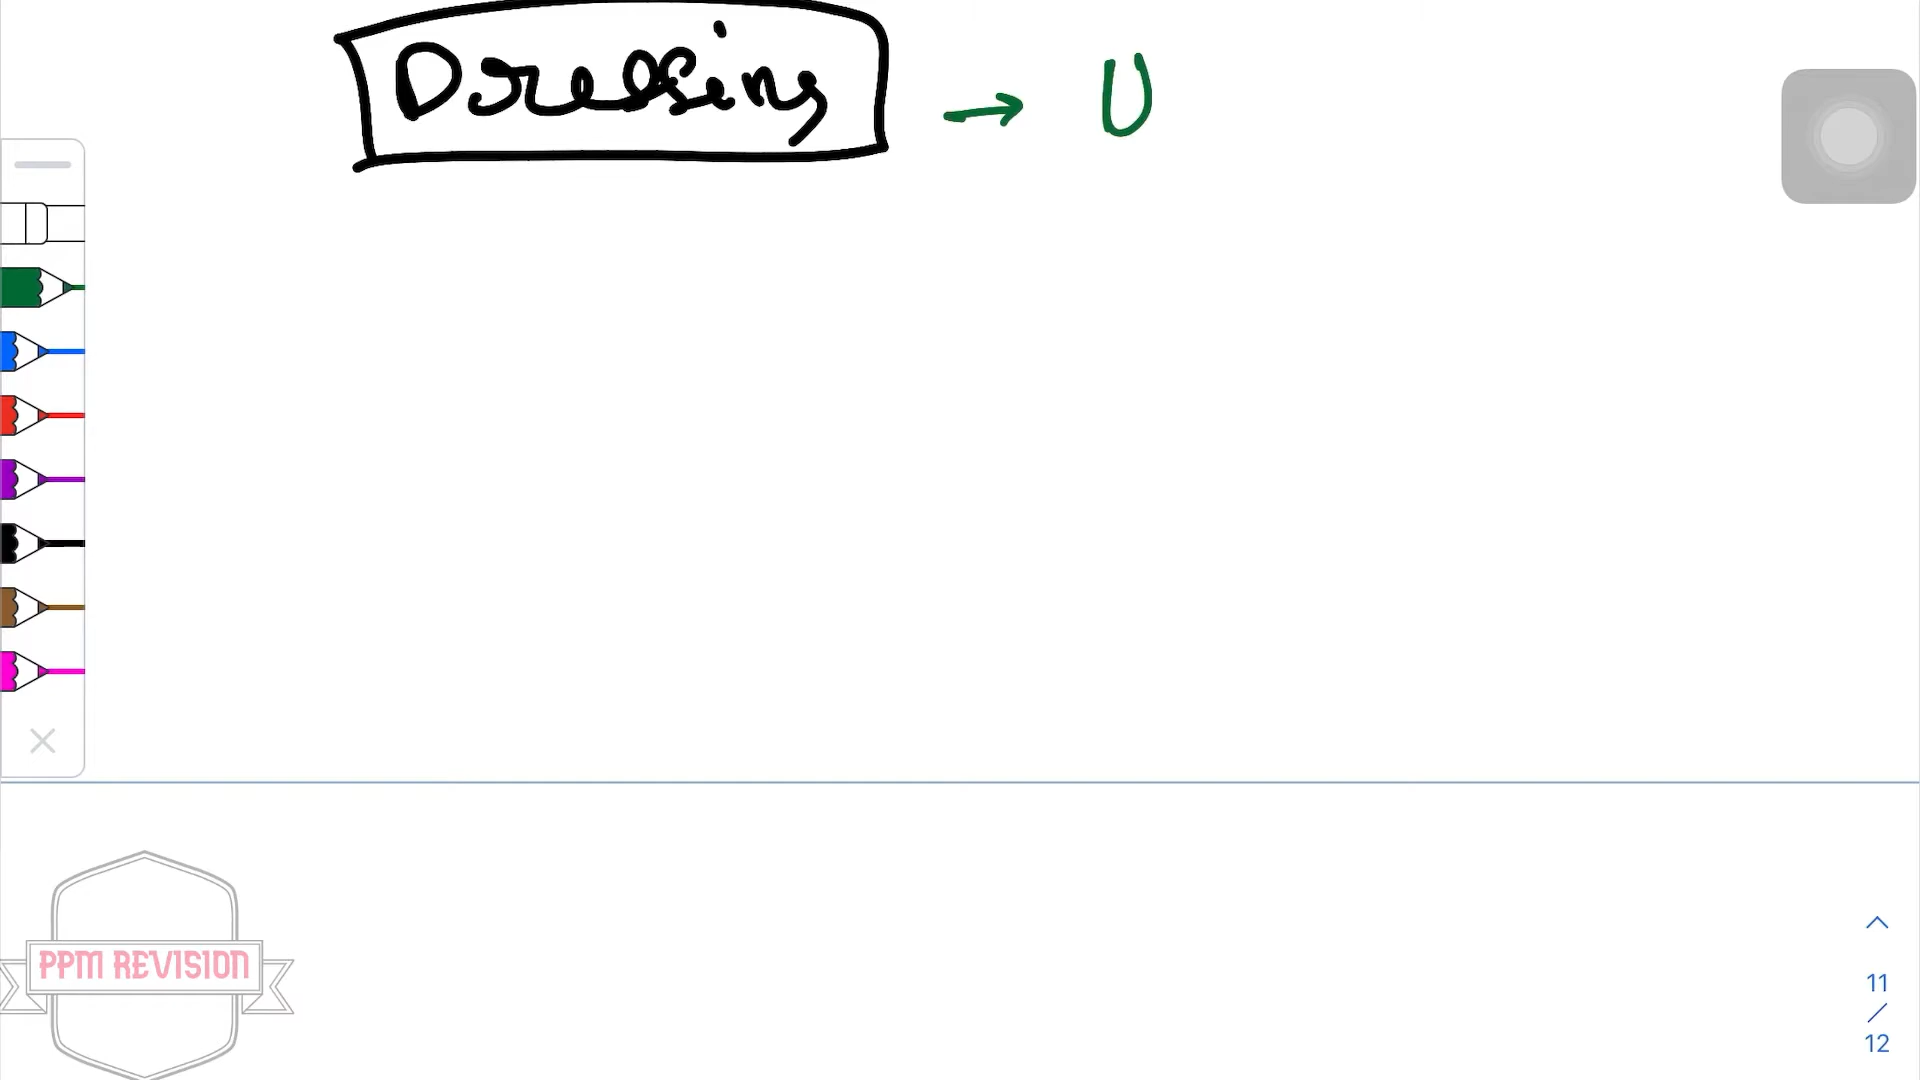 Dressing → U
PPM REVISION
11
/
12